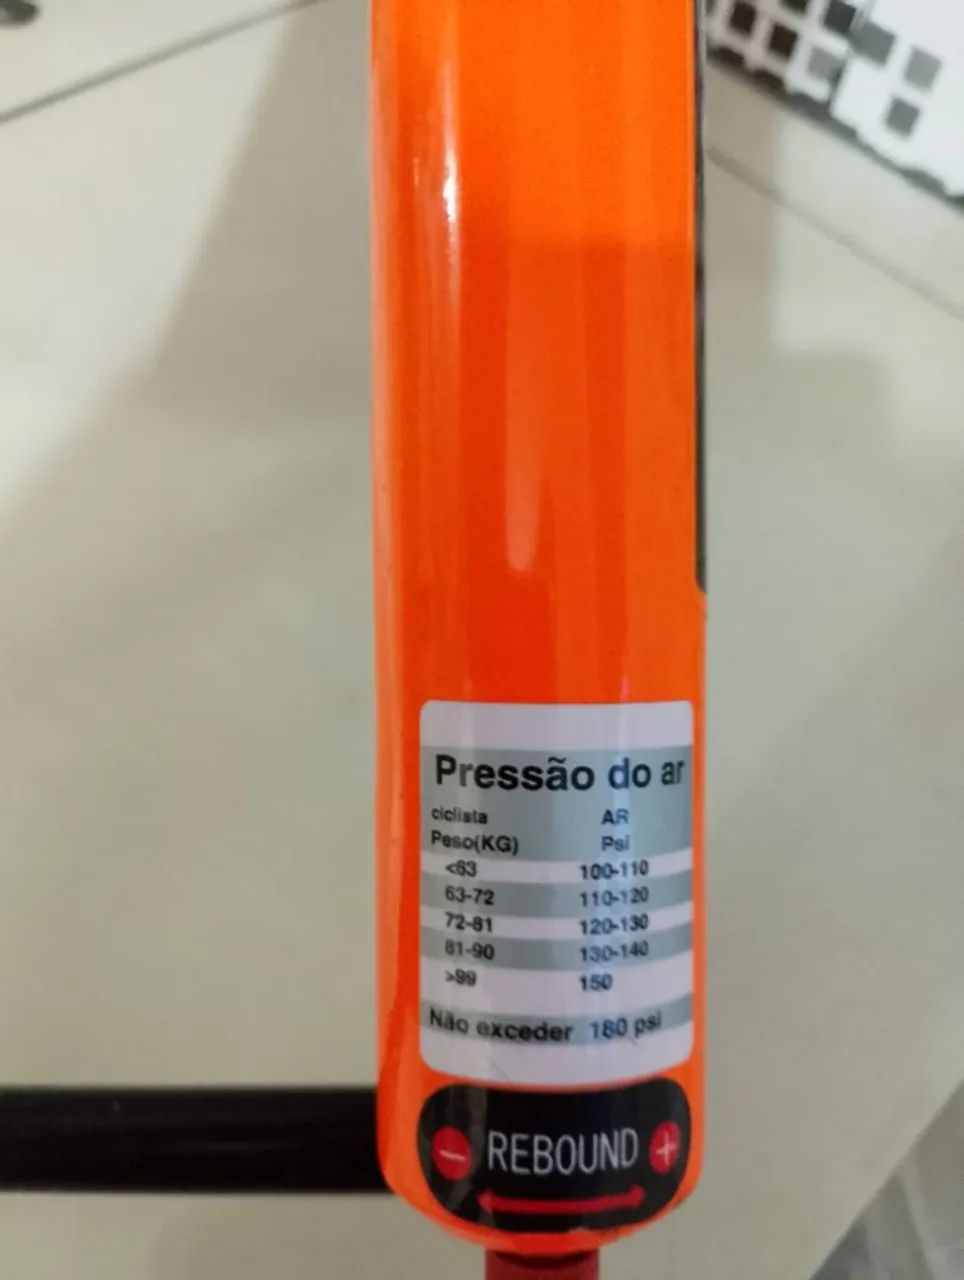 Pressão do ar
ciclista AR
Peso(KG) Psi
<63 100-110
63-72 110-120
72-81 120-130
81-90 130-140
>99 150
Não exceder 180 psi
- REBOUND +